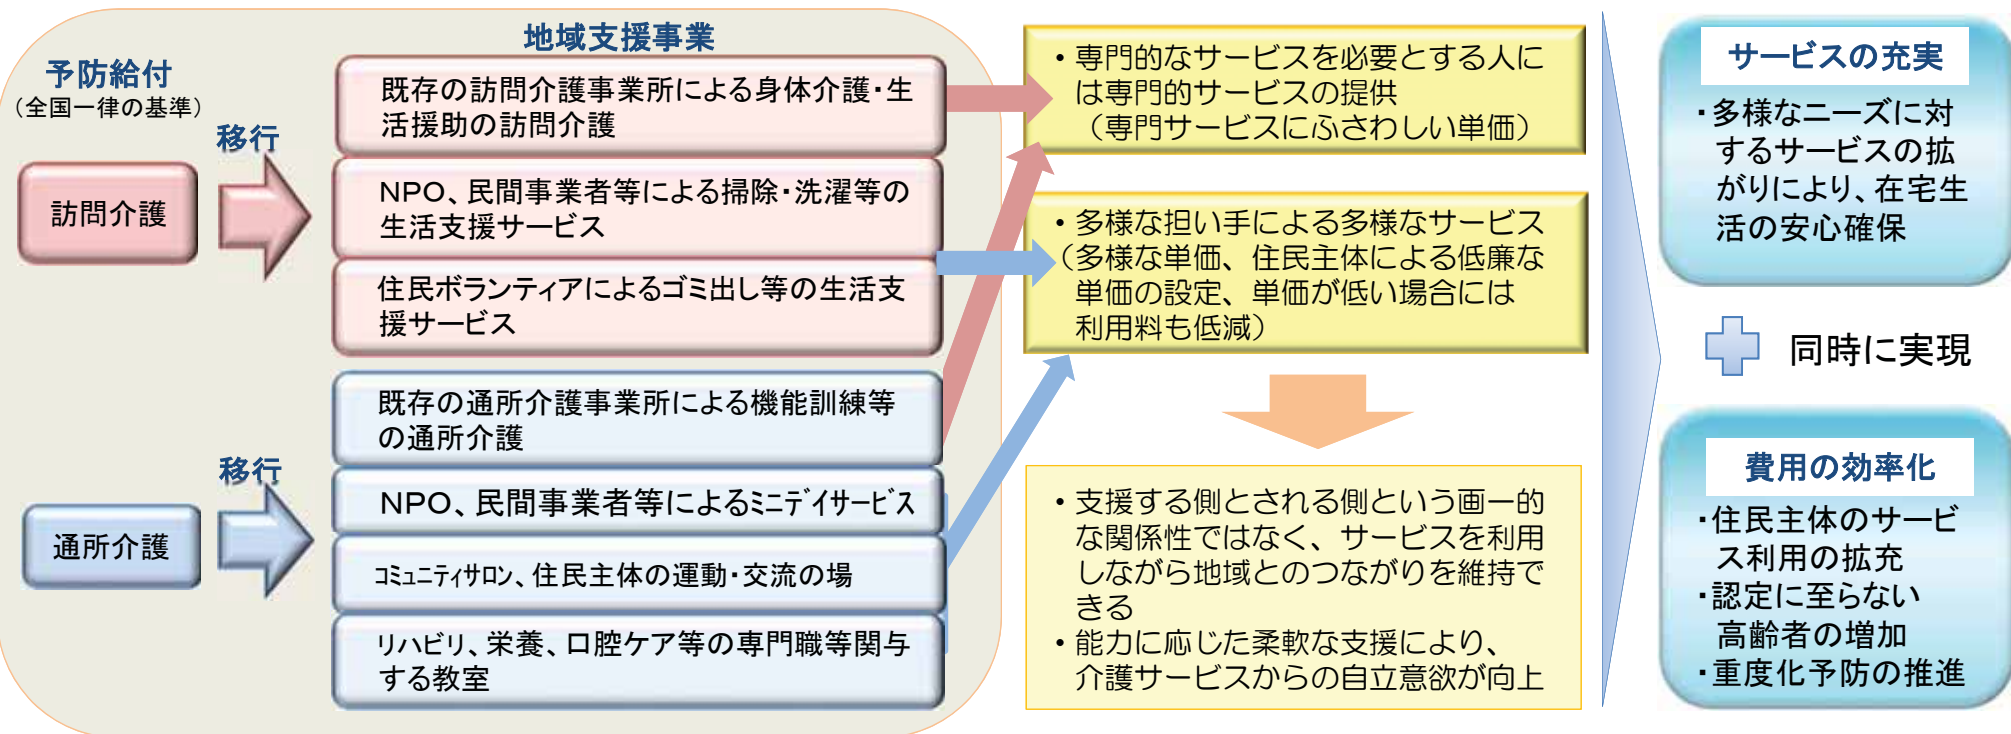 予防給付
(全国一律の基準)
移行
訪問介護
移行
通所介護
地域支援事業
既存の訪問介護事業所による身体介護・生
活援助の訪問介護
NPO、民間事業者等による掃除・洗濯等の
生活支援サービス
住民ボランティアによるゴミ出し等の生活支
援サービス
既存の通所介護事業所による機能訓練等
の通所介護
NPO、民間事業者等によるミニデイサービス
コミュニティサロン、住民主体の運動・交流の場
リハビリ、栄養、口腔ケア等の専門職等関与
する教室
・専門的なサービスを必要とする人に
は専門的サービスの提供
（専門サービスにふさわしい単価）
・多様な担い手による多様なサービス
（多様な単価、住民主体による低廉な
単価の設定、単価が低い場合には
利用料も低減）
・支援する側とされる側という画一的
な関係性ではなく、サービスを利用
しながら地域とのつながりを維持で
きる
・能力に応じた柔軟な支援により、
介護サービスからの自立意欲が向上
サービスの充実
・多様なニーズに対
するサービスの拡
がりにより、在宅生
活の安心確保
同時に実現
費用の効率化
・住民主体のサービ
ス利用の拡充
・認定に至らない
高齢者の増加
・重度化予防の推進